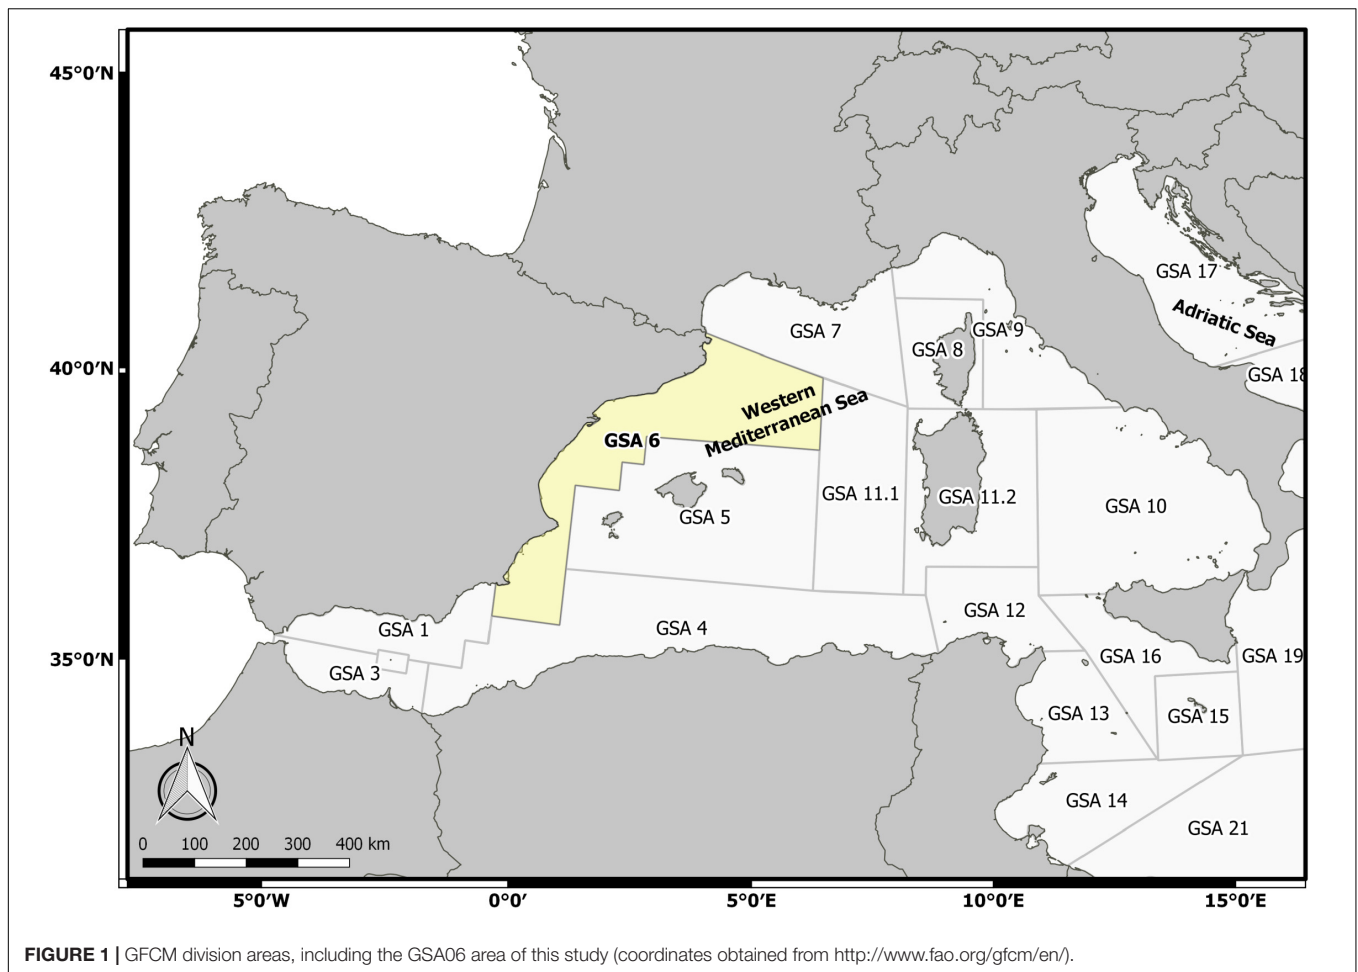 45°0'N
40°0'N
35°0'N
GSA 17
Adriatic Sea
GSA 18
GSA 7
GSA 8
GSA 9
Western
Mediterranean Sea
GSA 6
GSA 5
GSA 11.1
GSA 11.2
GSA 10
GSA 1
GSA 3
GSA 4
GSA 12
GSA 16
GSA 19
GSA 13
GSA 15
GSA 14
GSA 21
N
0 100 200 300 400 km
5°0'W 0°0' 5°0'E 10°0'E 15°0'E
FIGURE 1 | GFCM division areas, including the GSA06 area of this study (coordinates obtained from http://www.fao.org/gfcm/en/).